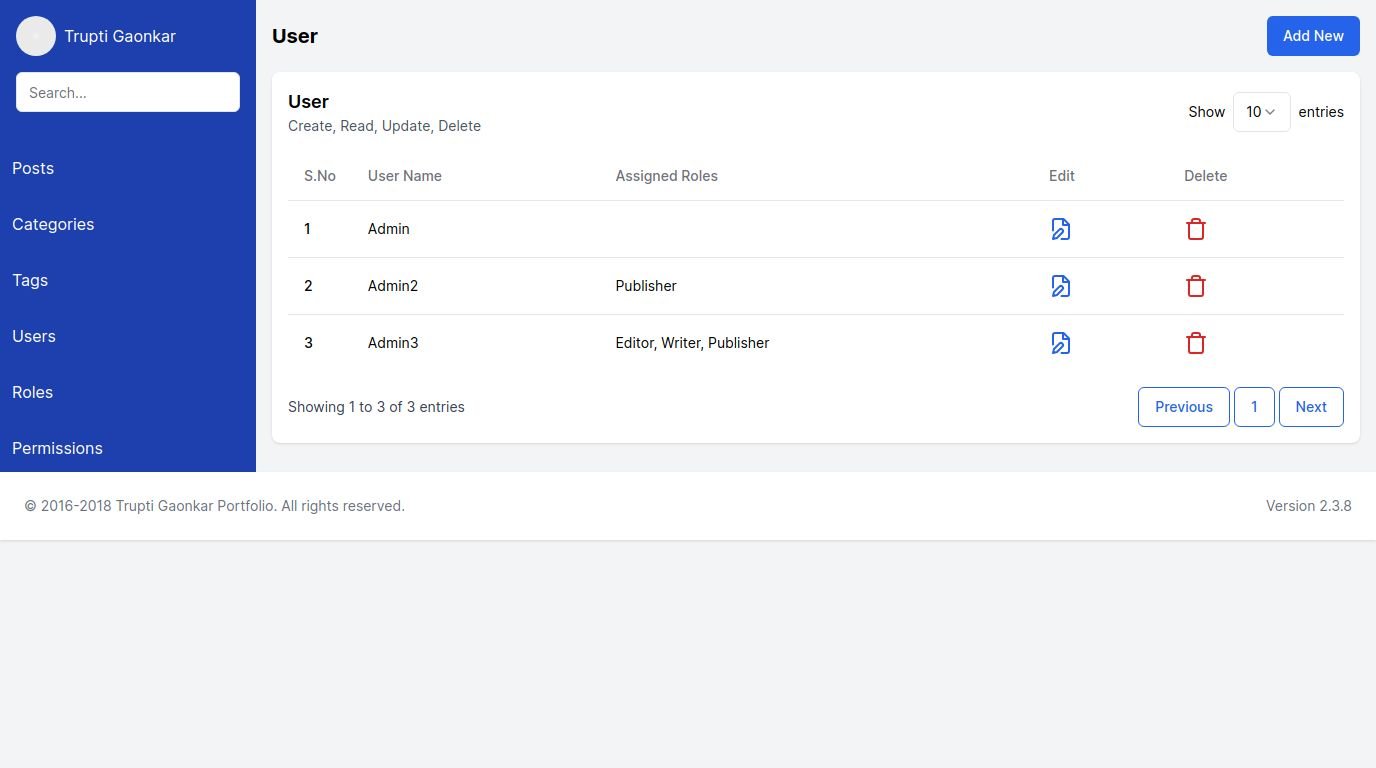 Trupti Gaonkar
Search...
Posts
Categories
Tags
Users
Roles
Permissions
User
Add New
User
Create, Read, Update, Delete
Show 10 entries
S.No User Name Assigned Roles Edit Delete
1 Admin
2 Admin2 Publisher
3 Admin3 Editor, Writer, Publisher
Showing 1 to 3 of 3 entries
Previous 1 Next
© 2016-2018 Trupti Gaonkar Portfolio. All rights reserved.
Version 2.3.8